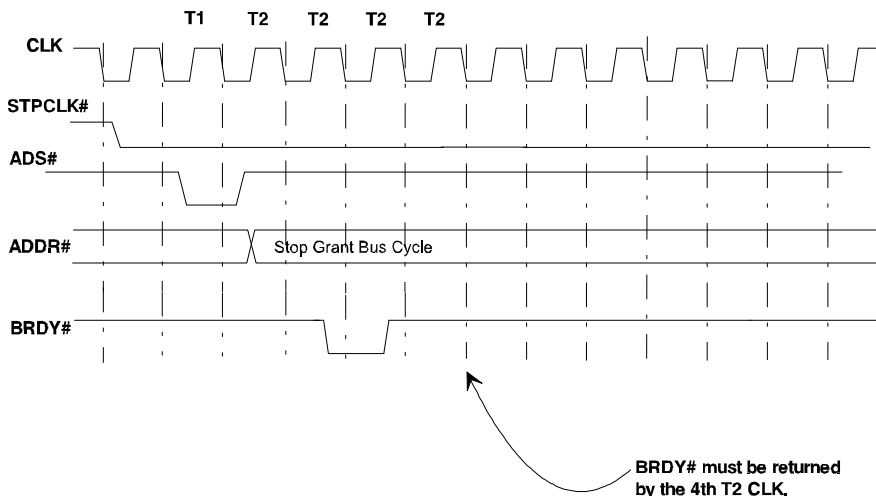 T1 T2 T2 T2 T2
CLK
STPCLK#
ADS#
ADDR# Stop Grant Bus Cycle
BRDY#
BRDY# must be returned
by the 4th T2 CLK.